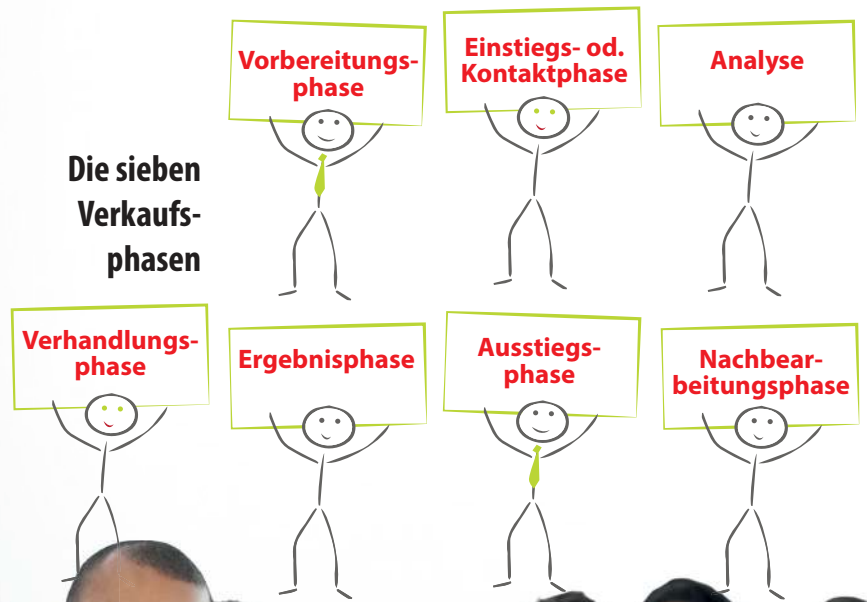 Die sieben
Verkaufs-
phasen
Vorbereitungs-
phase
Einstiegs- od.
Kontaktphase
Analyse
Verhandlungs-
phase
Ergebnisphase
Ausstiegs-
phase
Nachbear-
beitungsphase